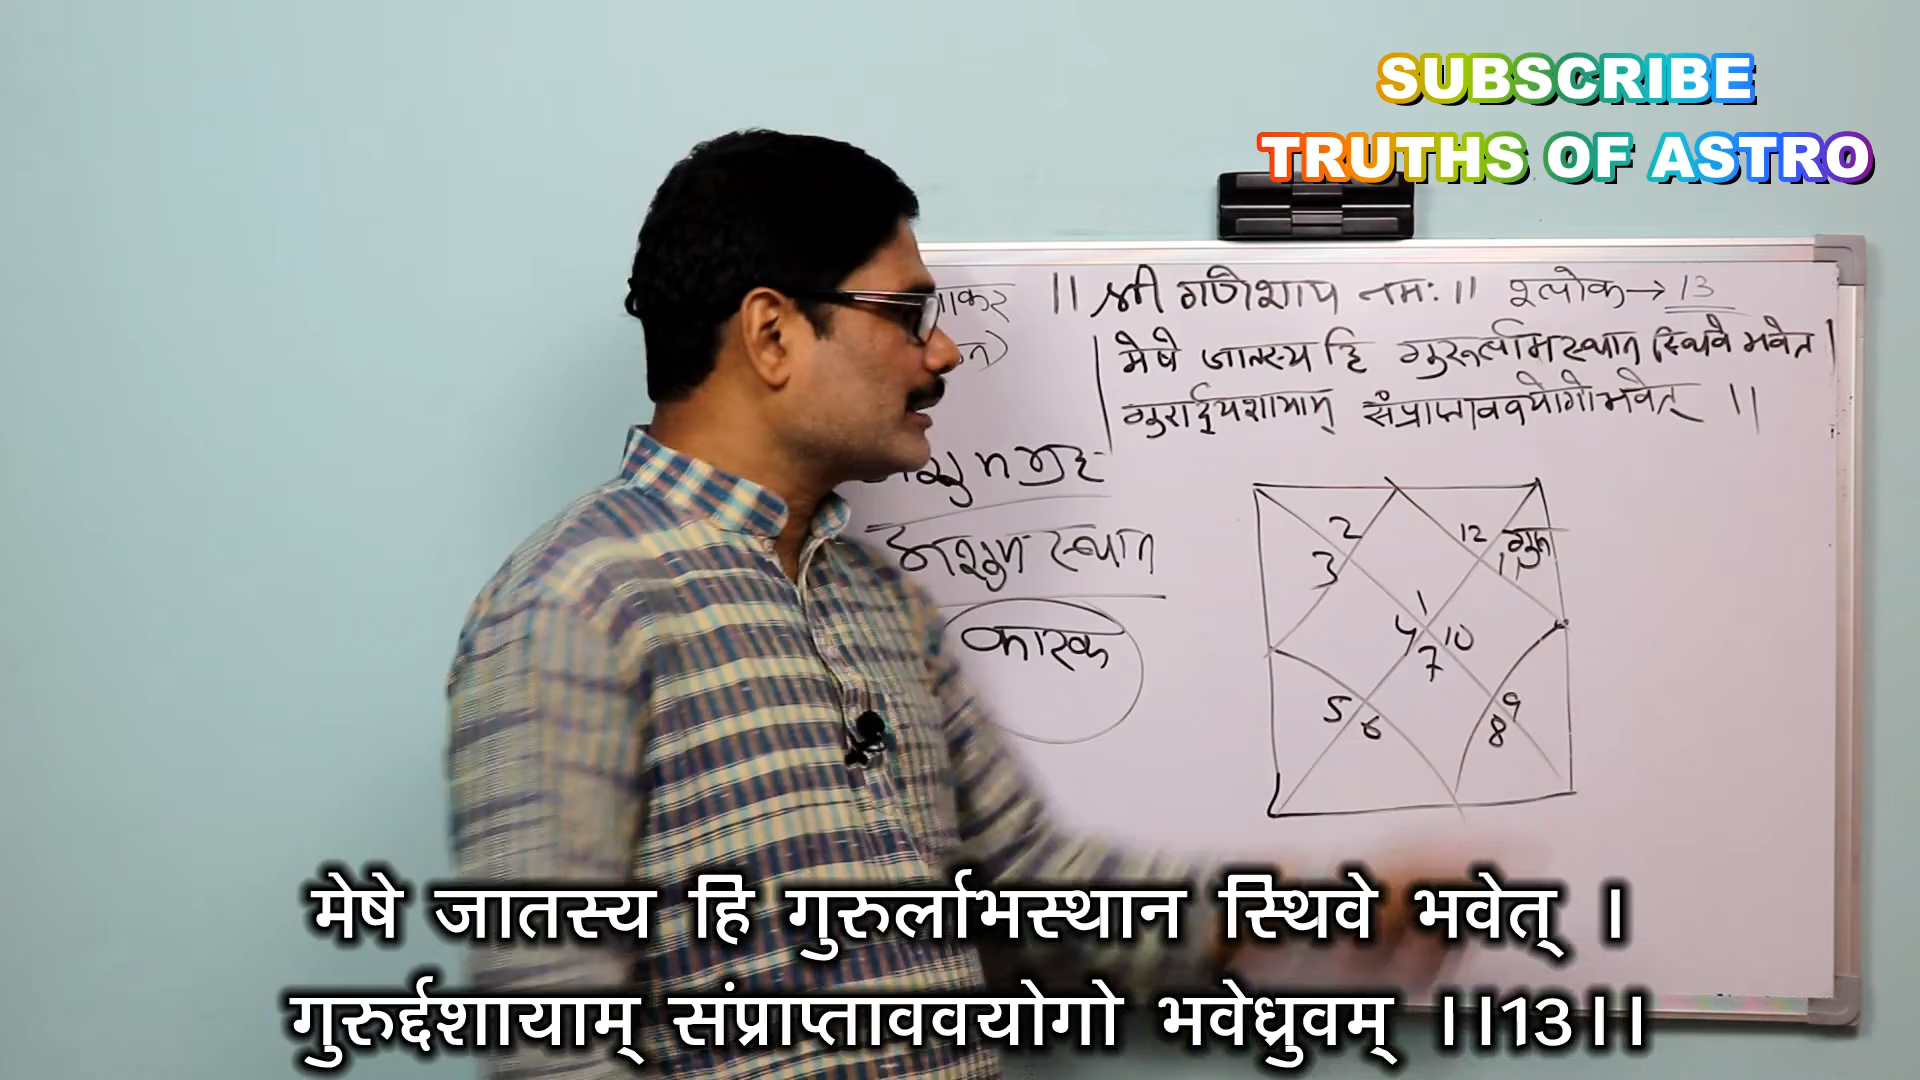 SUBSCRIBE
TRUTHS OF ASTRO
|| श्री गणेशाय नमः || श्लोक→ 13
मेषे जातस्य हि गुरुर्लाभस्थान स्थिवे भवेत |
गुरार्द्दशायाम् संप्राप्ताववयोगो भवेत् ||
अशुभ स्थान
कारक
2
12
गुरु
3
11
1
4
10
7
5
9
6
8
मेषे जातस्य हि गुरुर्लाभस्थान स्थिवे भवेत् ।
गुरुर्द्दशायाम् संप्राप्ताववयोगो भवेध्रुवम् ।।13।।